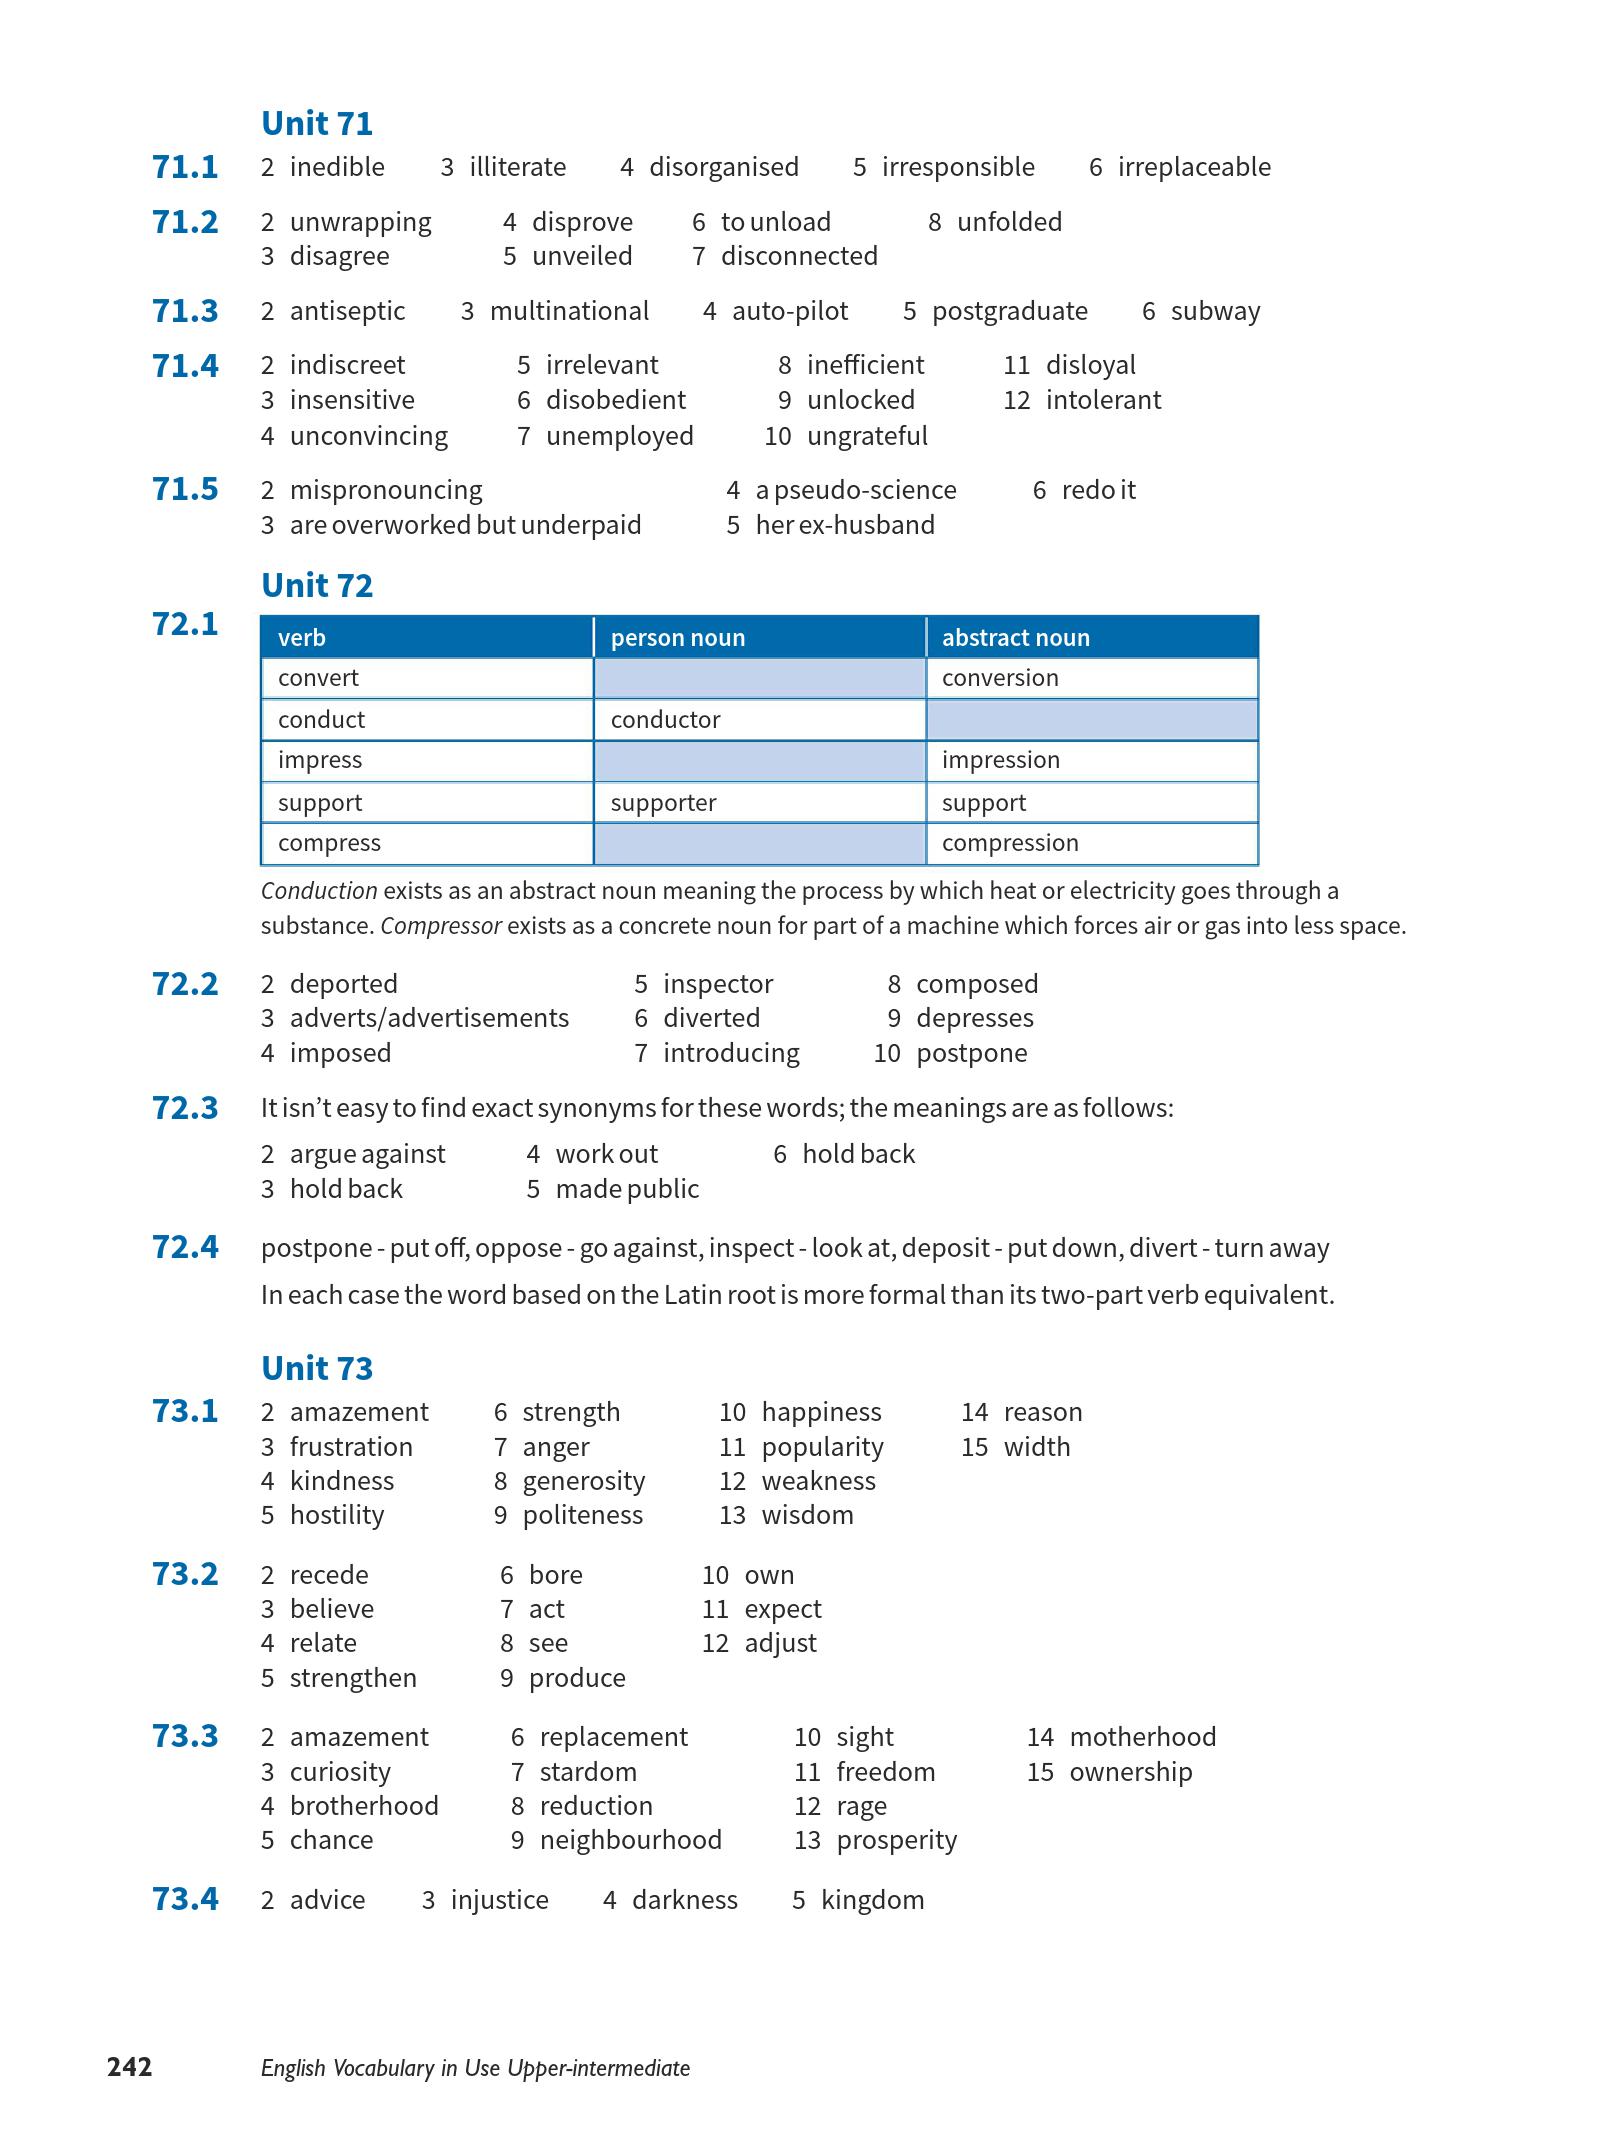 Unit 71
71.1 2 inedible 3 illiterate 4 disorganised 5 irresponsible 6 irreplaceable
71.2 2 unwrapping 4 disprove 6 to unload 8 unfolded
3 disagree 5 unveiled 7 disconnected
71.3 2 antiseptic 3 multinational 4 auto-pilot 5 postgraduate 6 subway
71.4 2 indiscreet 5 irrelevant 8 inefficient 11 disloyal
3 insensitive 6 disobedient 9 unlocked 12 intolerant
4 unconvincing 7 unemployed 10 ungrateful
71.5 2 mispronouncing 4 a pseudo-science 6 redo it
3 are overworked but underpaid 5 her ex-husband
Unit 72
72.1 verb person noun abstract noun
convert conversion
conduct conductor
impress impression
support supporter support
compress compression
Conduction exists as an abstract noun meaning the process by which heat or electricity goes through a
substance. Compressor exists as a concrete noun for part of a machine which forces air or gas into less space.
72.2 2 deported 5 inspector 8 composed
3 adverts/advertisements 6 diverted 9 depresses
4 imposed 7 introducing 10 postpone
72.3 It isn’t easy to find exact synonyms for these words; the meanings are as follows:
2 argue against 4 work out 6 hold back
3 hold back 5 made public
72.4 postpone - put off, oppose - go against, inspect - look at, deposit - put down, divert - turn away
In each case the word based on the Latin root is more formal than its two-part verb equivalent.
Unit 73
73.1 2 amazement 6 strength 10 happiness 14 reason
3 frustration 7 anger 11 popularity 15 width
4 kindness 8 generosity 12 weakness
5 hostility 9 politeness 13 wisdom
73.2 2 recede 6 bore 10 own
3 believe 7 act 11 expect
4 relate 8 see 12 adjust
5 strengthen 9 produce
73.3 2 amazement 6 replacement 10 sight 14 motherhood
3 curiosity 7 stardom 11 freedom 15 ownership
4 brotherhood 8 reduction 12 rage
5 chance 9 neighbourhood 13 prosperity
73.4 2 advice 3 injustice 4 darkness 5 kingdom
242 English Vocabulary in Use Upper-intermediate